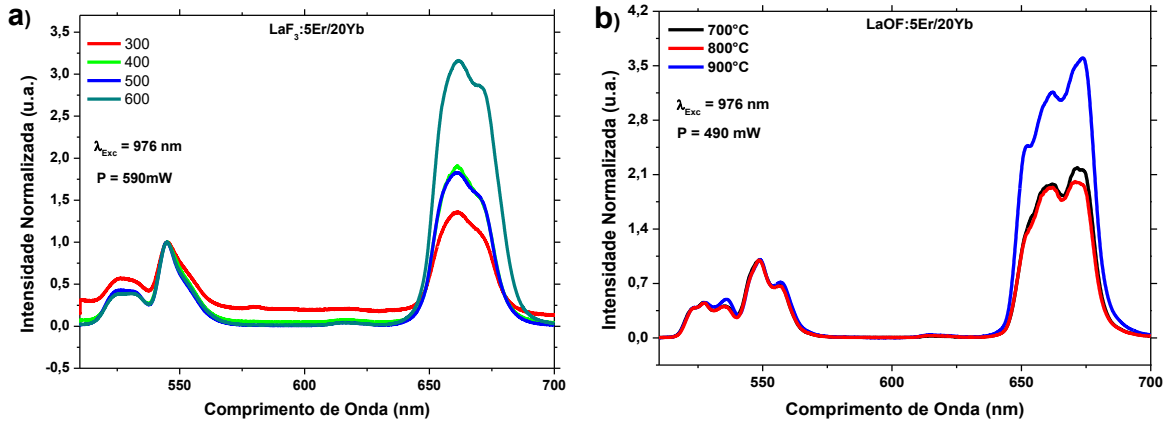 a)
LaF₃:5Er/20Yb
300
400
500
600
λExc = 976 nm
P = 590mW
Intensidade Normalizada (u.a.)
3,5
3,0
2,5
2,0
1,5
1,0
0,5
0,0
-0,5
550
600
650
700
Comprimento de Onda (nm)
b)
LaOF:5Er/20Yb
700°C
800°C
900°C
λExc = 976 nm
P = 490 mW
Intensidade Normalizada (u.a.)
4,2
3,5
2,8
2,1
1,4
0,7
0,0
550
600
650
700
Comprimento de Onda (nm)